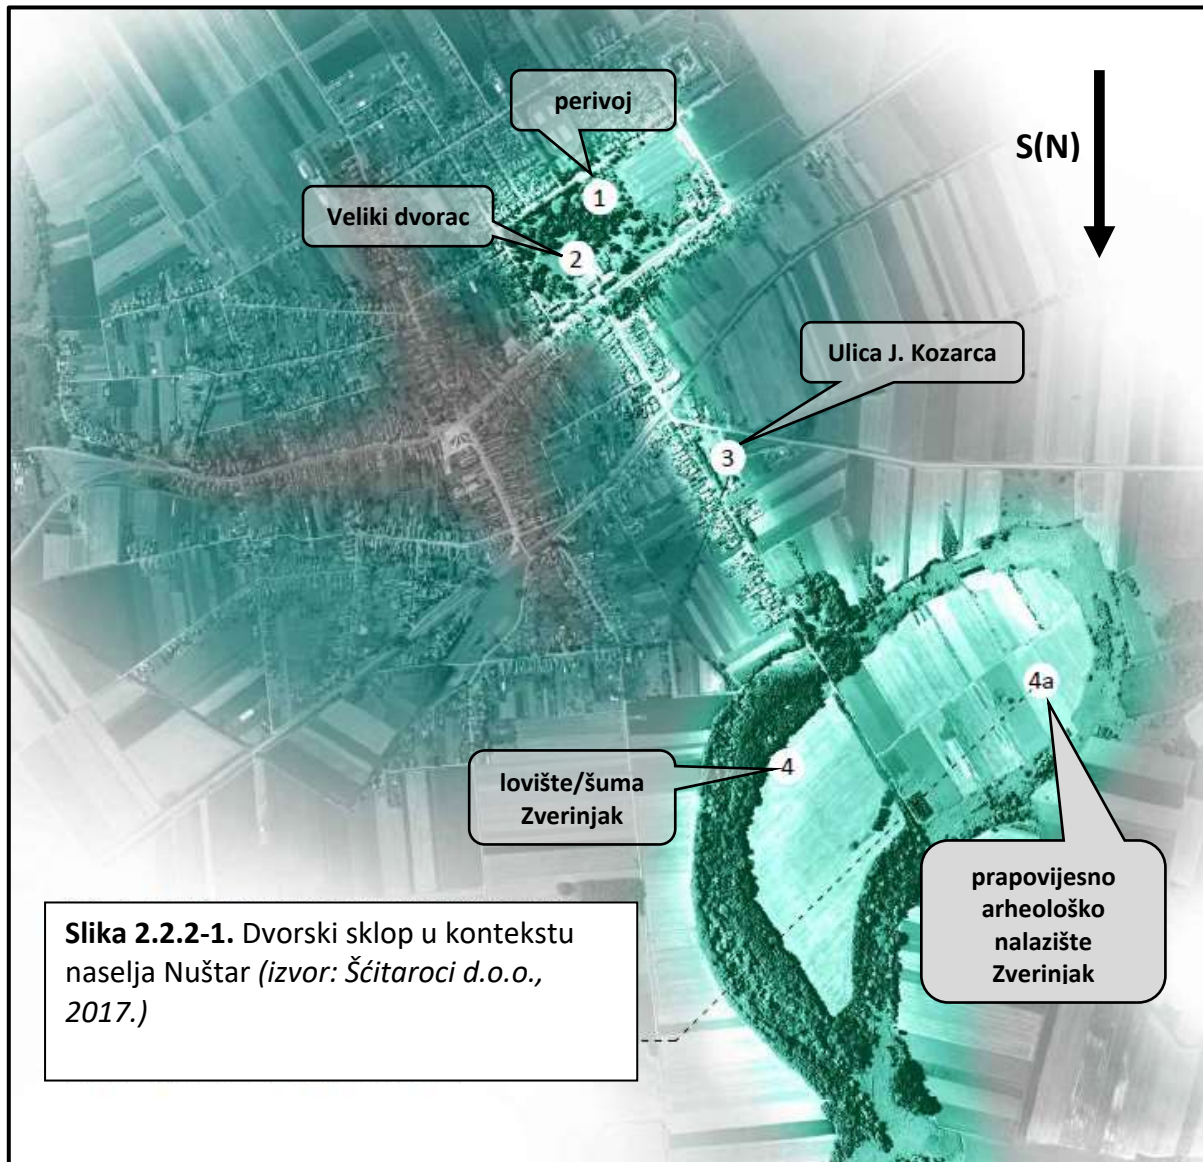 perivoj
S(N)
1
Veliki dvorac
2
Ulica J. Kozarca
3
4a
lovište/šuma
Zverinjak
4
prapovijesno
arheološko
nalazište
Zverinjak
Slika 2.2.2-1. Dvorski sklop u kontekstu
naselja Nuštar (izvor: Šćitaroci d.o.o.,
2017.)